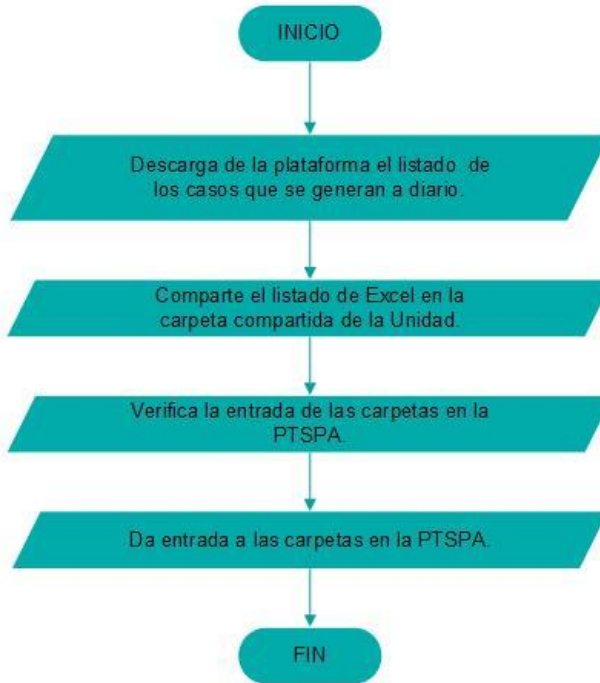 INICIO
Descarga de la plataforma el listado  de
los casos que se generan a diario.
Comparte el listado de Excel en la
carpeta compartida de la Unidad.
Verifica la entrada de las carpetas en la
PTSPA.
Da entrada a las carpetas en la PTSPA.
FIN